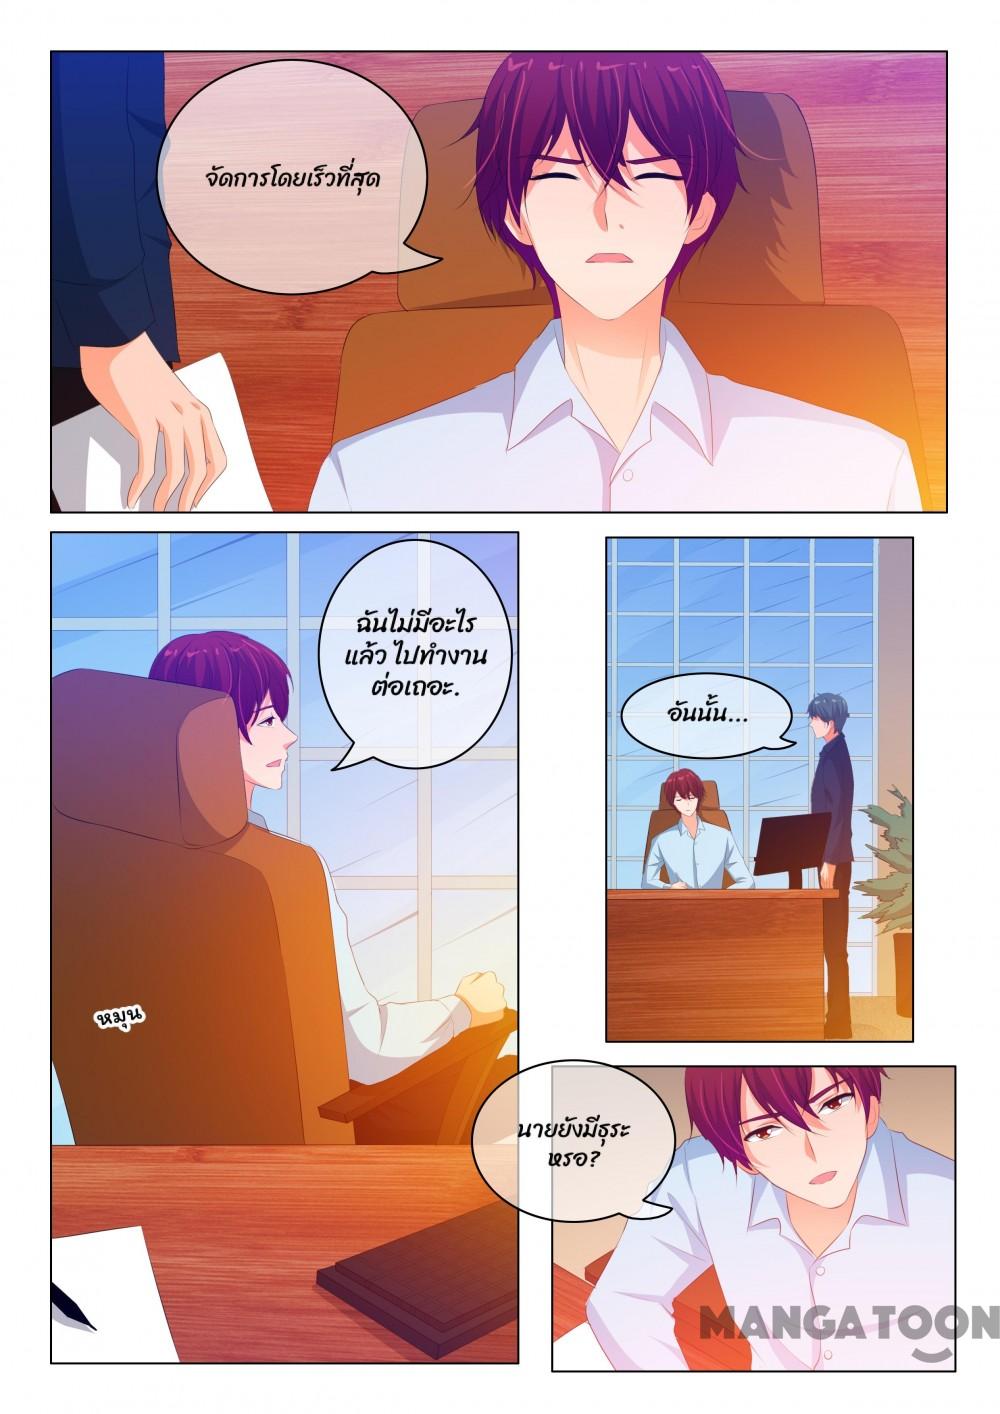 จัดการโดยเร็วที่สุด
ฉันไม่มีอะไร
แล้ว ไปทำงาน
ต่อเถอะ.
อันนั้น...
หมุน
นายยังมีธุระ
หรอ?
MANGATOON